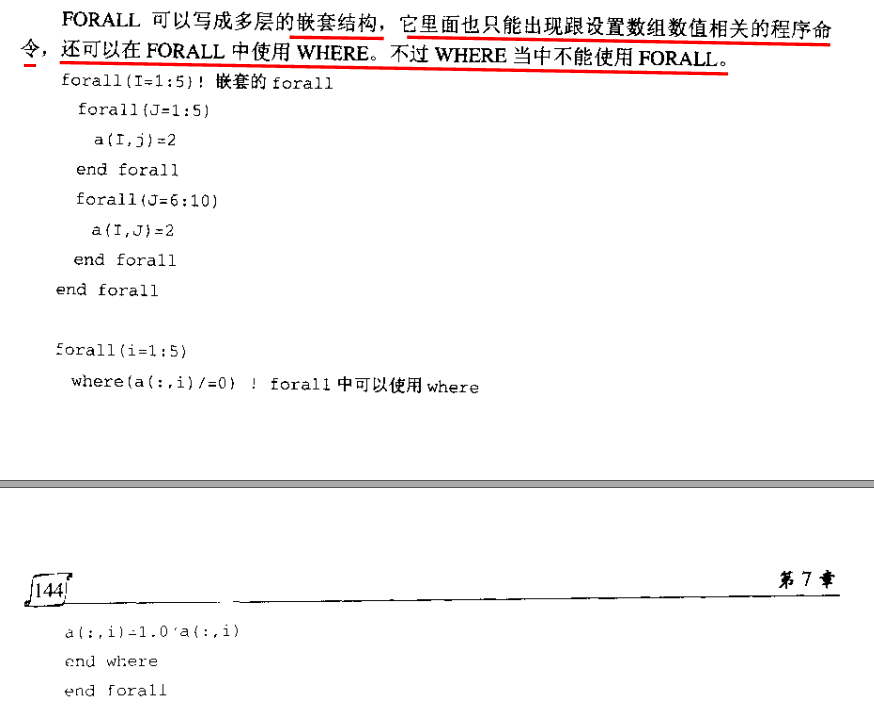 FORALL 可以写成多层的嵌套结构，它里面也只能出现跟设置数组数值相关的程序命
令，还可以在 FORALL 中使用 WHERE。不过 WHERE 当中不能使用 FORALL。
forall(I=1:5)! 嵌套的 forall
forall(J=1:5)
a(I,j)=2
end forall
forall(J=6:10)
a(I,J)=2
end forall
end forall
forall(i=1:5)
where(a(:,i)/=0) ! forall 中可以使用 where
144
第 7 章
a(:,i)=1.0 a(:,i)
end where
end forall